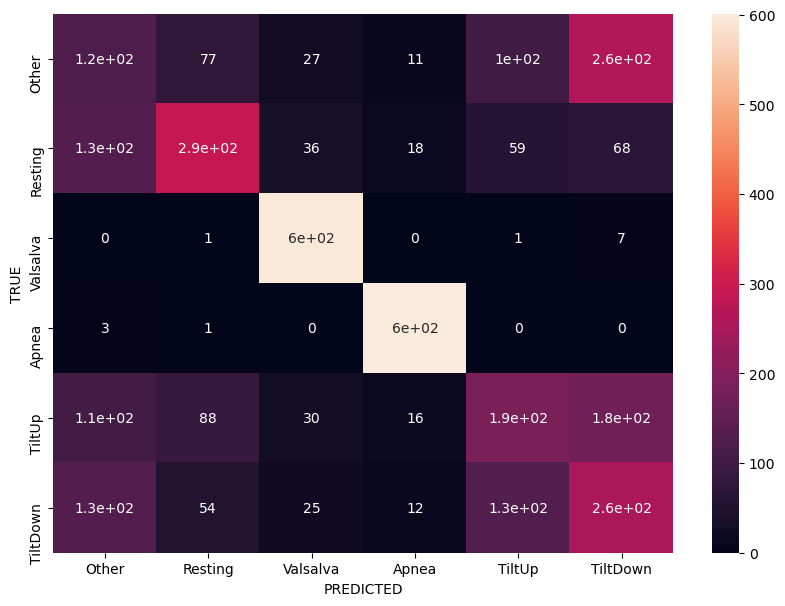 Other 1.2e+02 77 27 11 1e+02 2.6e+02
Resting 1.3e+02 2.9e+02 36 18 59 68
Valsalva 0 1 6e+02 0 1 7
Apnea 3 1 0 6e+02 0 0
TiltUp 1.1e+02 88 30 16 1.9e+02 1.8e+02
TiltDown 1.3e+02 54 25 12 1.3e+02 2.6e+02
Other Resting Valsalva Apnea TiltUp TiltDown
PREDICTED
TRUE
600
500
400
300
200
100
0